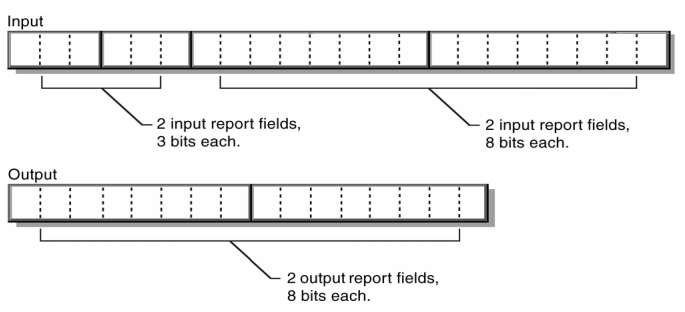 Input
2 input report fields,
3 bits each.
2 input report fields,
8 bits each.
Output
2 output report fields,
8 bits each.